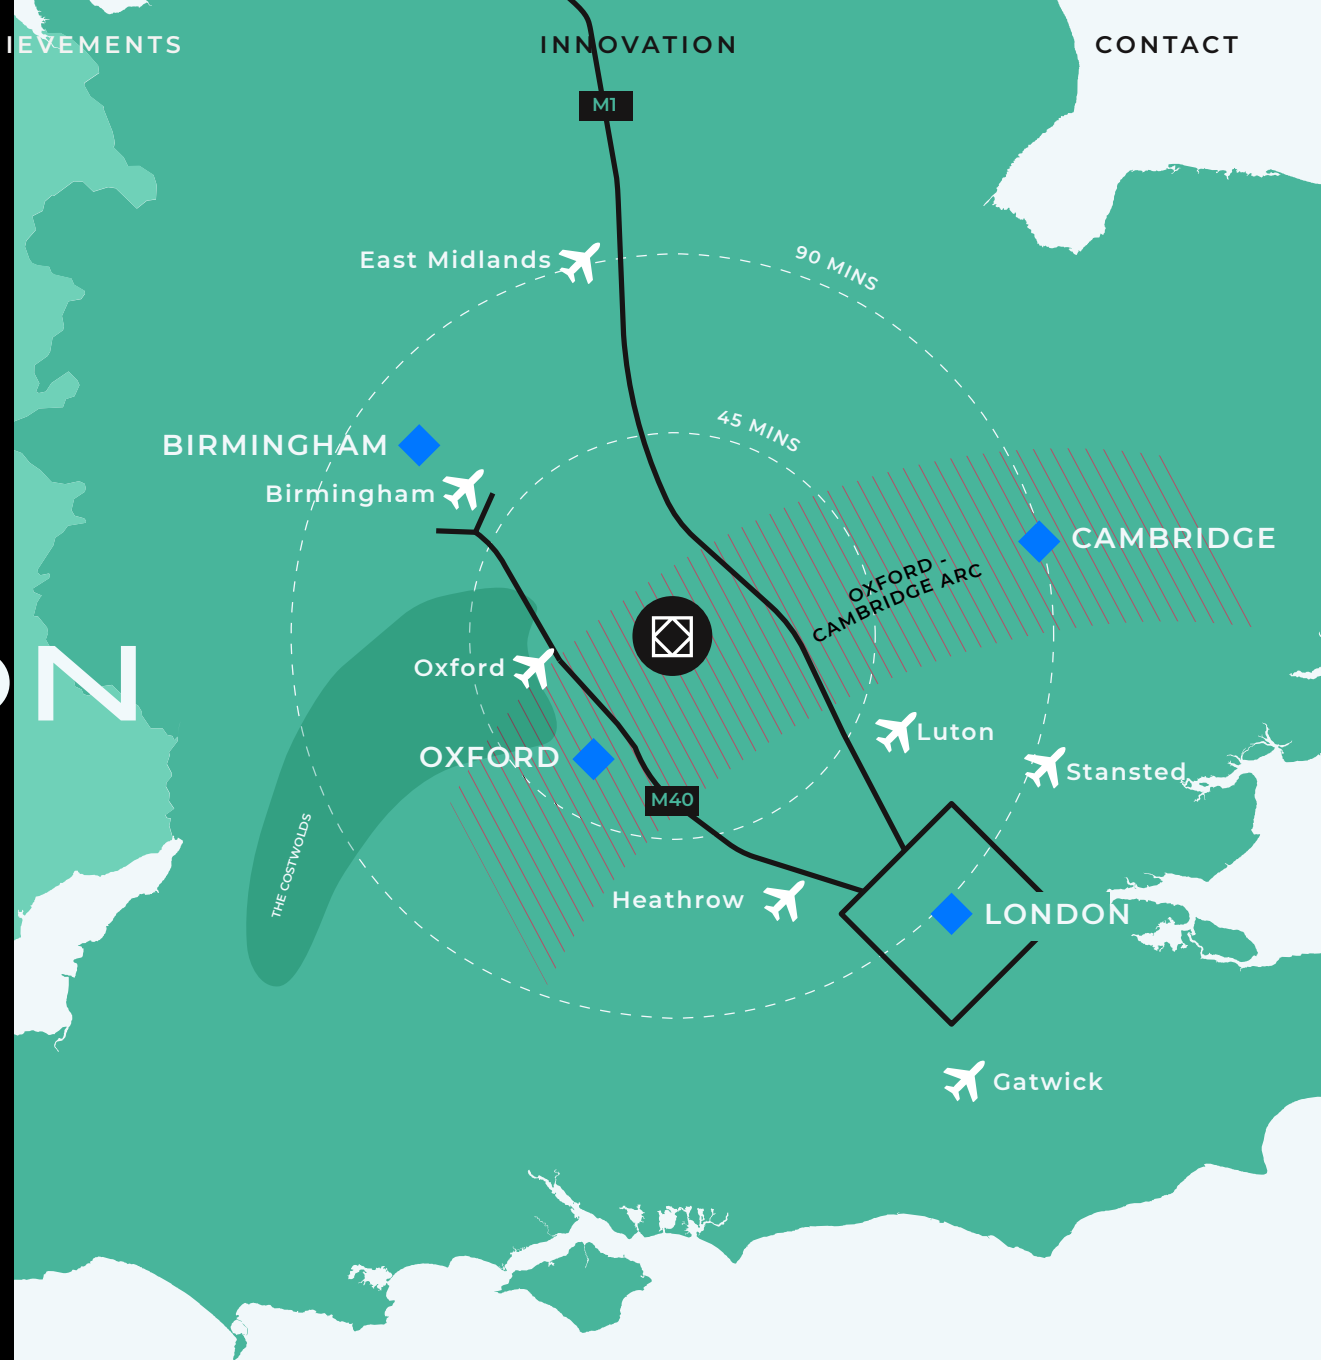 IEVEMENTS
INNOVATION
CONTACT
M1
East Midlands
90 MINS
45 MINS
BIRMINGHAM
Birmingham
CAMBRIDGE
OXFORD -
CAMBRIDGE ARC
Oxford
ON
Luton
OXFORD
Stansted
M40
THE COSTWOLDS
Heathrow
LONDON
Gatwick